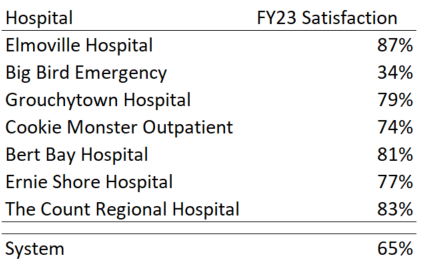 Hospital FY23 Satisfaction
Elmoville Hospital 87%
Big Bird Emergency 34%
Grouchytown Hospital 79%
Cookie Monster Outpatient 74%
Bert Bay Hospital 81%
Ernie Shore Hospital 77%
The Count Regional Hospital 83%
System 65%